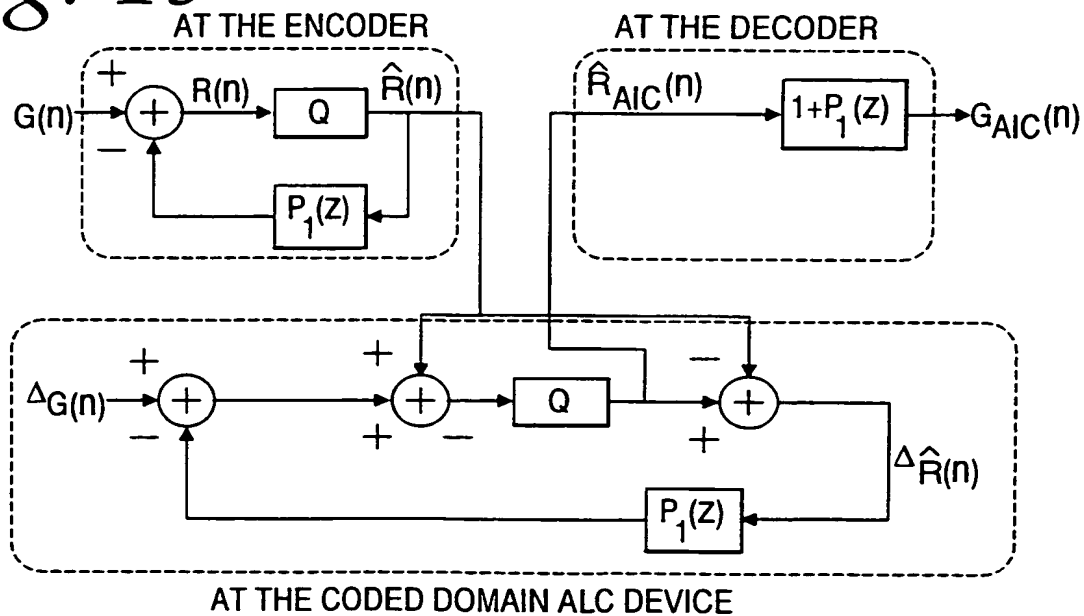 AT THE ENCODER
+
G(n)
+
R(n)
Q
R̂(n)
−
P₁(Z)
AT THE DECODER
R̂AIC(n)
1+P₁(Z)
GAIC(n)
+
ΔG(n)
+
−
+
+
+
−
Q
−
+
+
ΔR̂(n)
P₁(Z)
AT THE CODED DOMAIN ALC DEVICE